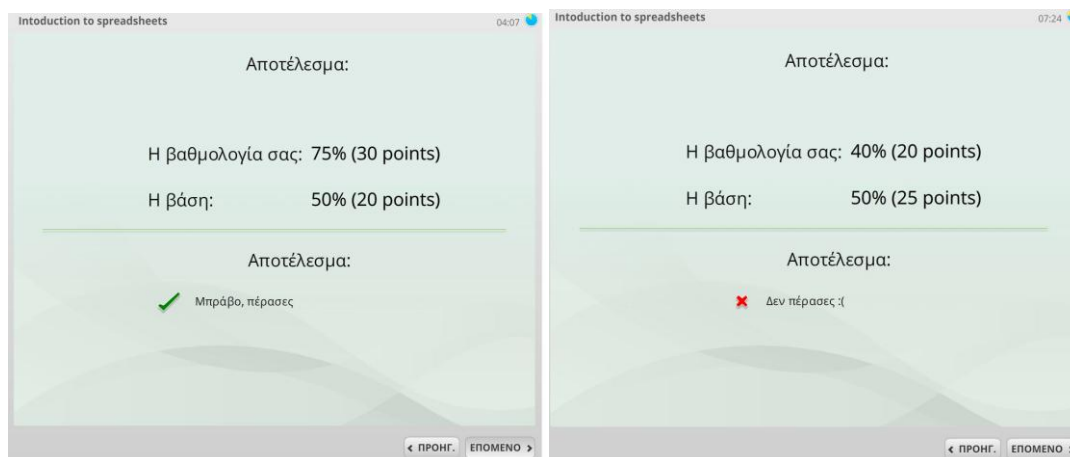 Intoduction to spreadsheets 04:07
Αποτέλεσμα:
Η βαθμολογία σας: 75% (30 points)
Η βάση: 50% (20 points)
Αποτέλεσμα:
Μπράβο, πέρασες
< ΠΡΟΗΓ. ΕΠΟΜΕΝΟ >
Intoduction to spreadsheets 07:24
Αποτέλεσμα:
Η βαθμολογία σας: 40% (20 points)
Η βάση: 50% (25 points)
Αποτέλεσμα:
Δεν πέρασες :(
< ΠΡΟΗΓ. ΕΠΟΜΕΝΟ >